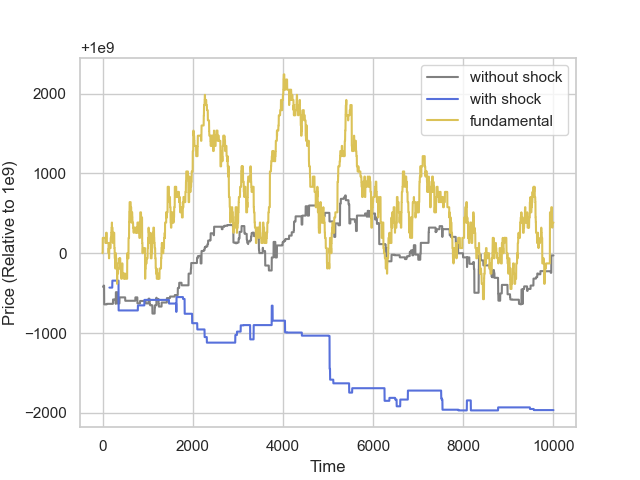 +1e9
without shock
with shock
fundamental
2000
1000
0
−1000
−2000
Price (Relative to 1e9)
0
2000
4000
6000
8000
10000
Time